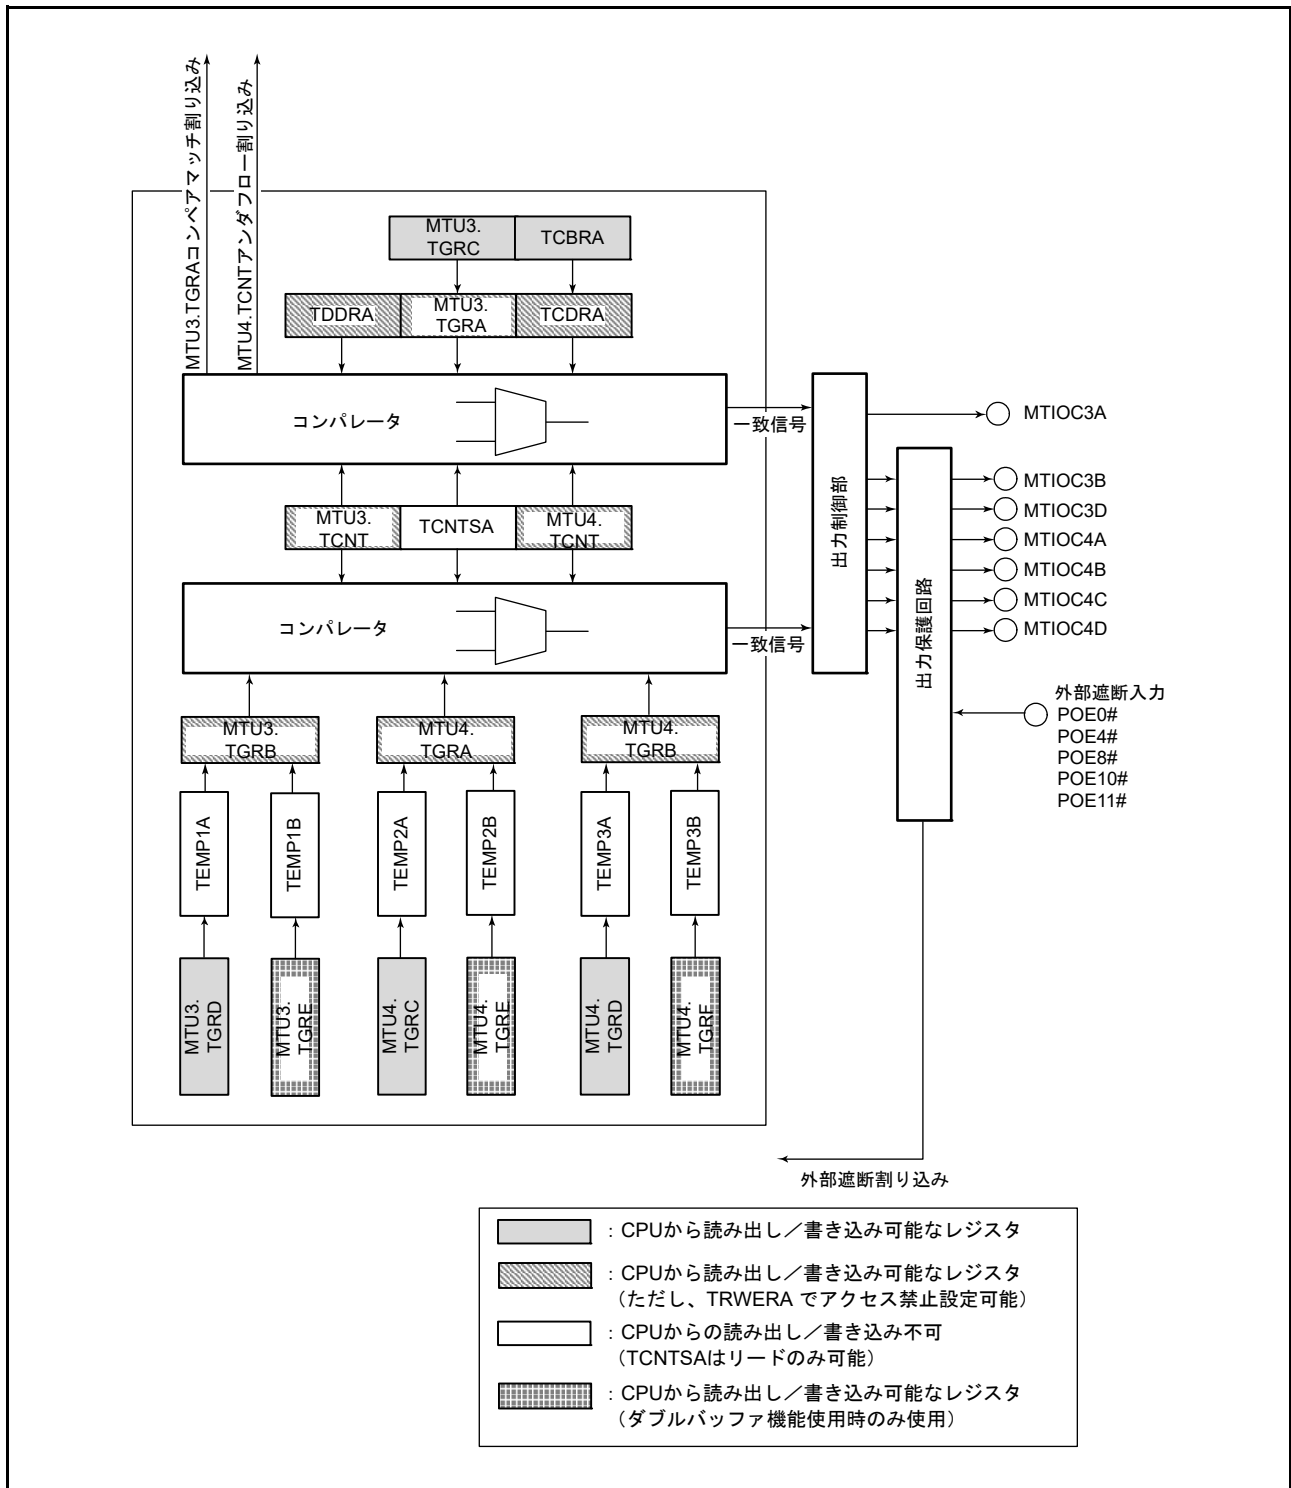 MTU3.TGRAコンペアマッチ割り込み
MTU4.TCNTアンダフロー割り込み
MTU3.
TGRC
TCBRA
TDDRA
MTU3.
TGRA
TCDRA
コンパレータ
一致信号
MTU3.
TCNT
TCNTSA
MTU4.
TCNT
コンパレータ
一致信号
出力制御部
出力保護回路
MTIOC3A
MTIOC3B
MTIOC3D
MTIOC4A
MTIOC4B
MTIOC4C
MTIOC4D
外部遮断入力
POE0#
POE4#
POE8#
POE10#
POE11#
MTU3.
TGRB
MTU4.
TGRA
MTU4.
TGRB
TEMP1A
TEMP1B
TEMP2A
TEMP2B
TEMP3A
TEMP3B
MTU3.
TGRD
MTU3.
TGRE
MTU4.
TGRC
MTU4.
TGRE
MTU4.
TGRD
MTU4.
TGRF
外部遮断割り込み
：CPUから読み出し／書き込み可能なレジスタ
：CPUから読み出し／書き込み可能なレジスタ
（ただし、TRWERA でアクセス禁止設定可能）
：CPUからの読み出し／書き込み不可
（TCNTSAはリードのみ可能）
：CPUから読み出し／書き込み可能なレジスタ
（ダブルバッファ機能使用時のみ使用）